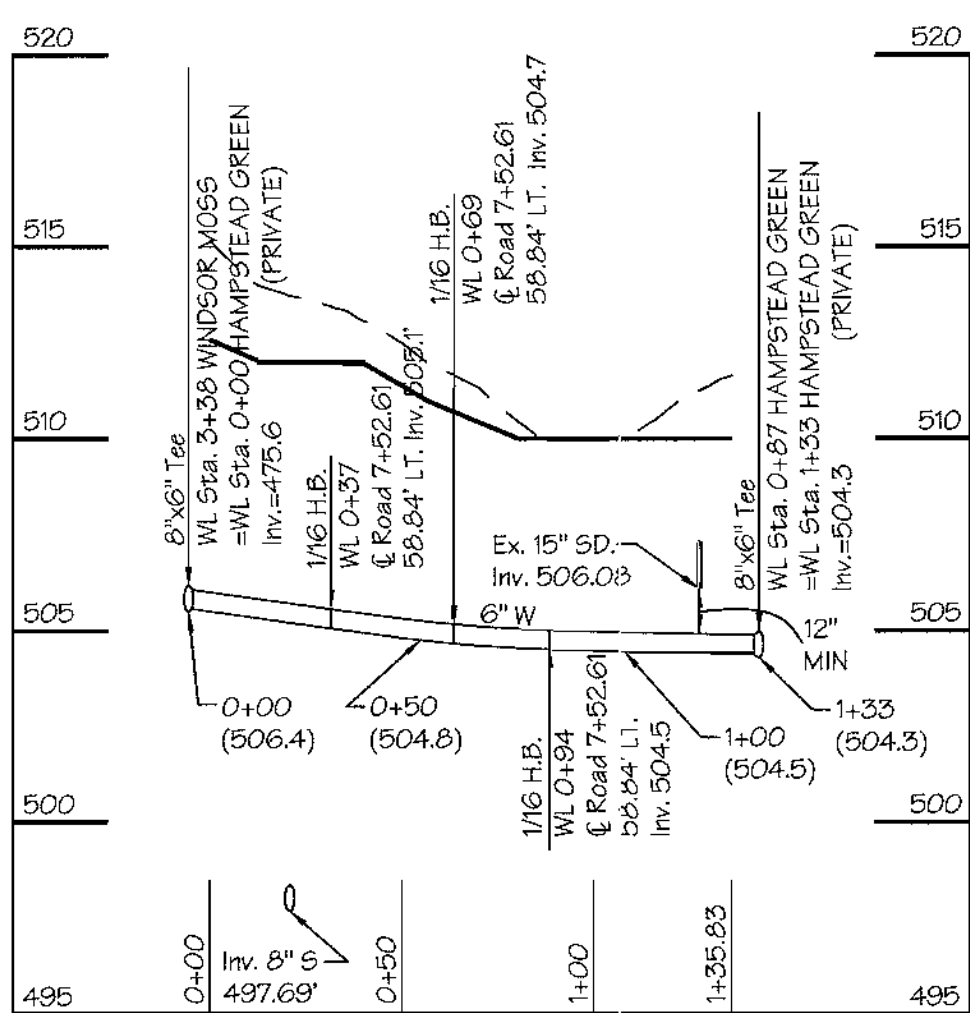 520
520
515
515
510
510
505
505
500
500
495
495
8"x6" Tee
WL Sta. 3+38 WINDSOR MOSS
=WL Sta. 0+00 HAMPSTEAD GREEN
(PRIVATE)
Inv.=475.6
1/16 H.B.
WL 0+37
℄ Road 7+52.61
58.84' LT. Inv. 505.1'
1/16 H.B.
WL 0+69
℄ Road 7+52.61
58.84' LT. Inv. 504.7
8"x6" Tee
WL Sta. 0+87 HAMPSTEAD GREEN
=WL Sta. 1+33 HAMPSTEAD GREEN
(PRIVATE)
Inv.=504.3
Ex. 15" SD.
Inv. 506.08
6" W
12"
MIN
0+00
(506.4)
0+50
(504.8)
1/16 H.B.
WL 0+94
℄ Road 7+52.61
58.84' LT.
Inv. 504.5
1+00
(504.5)
1+33
(504.3)
Inv. 8" S
497.69'
0+00
0+50
1+00
1+35.83